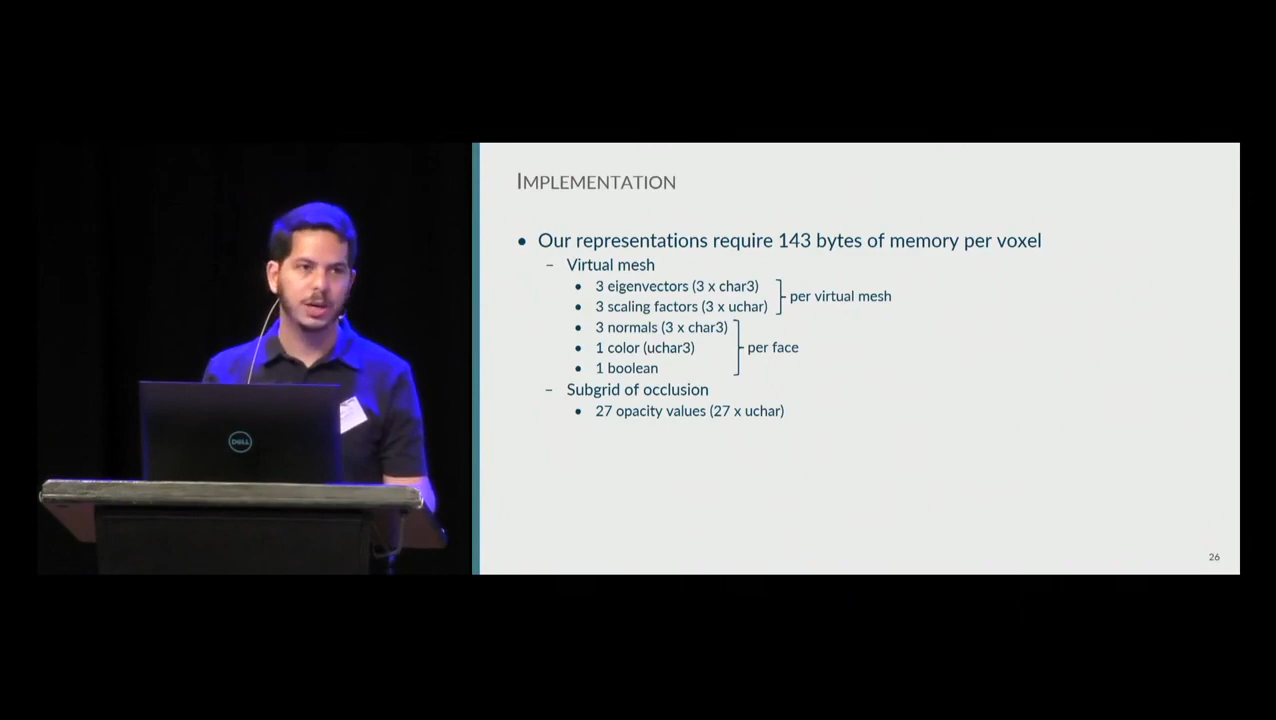 IMPLEMENTATION
• Our representations require 143 bytes of memory per voxel
– Virtual mesh
• 3 eigenvectors (3 x char3)
• 3 scaling factors (3 x uchar)
per virtual mesh
• 3 normals (3 x char3)
• 1 color (uchar3)
• 1 boolean
per face
– Subgrid of occlusion
• 27 opacity values (27 x uchar)
26
DELL